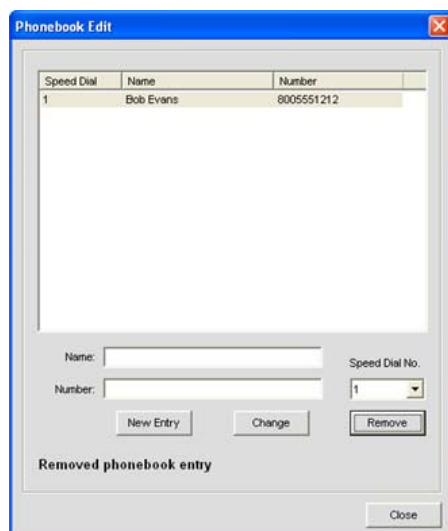 Phonebook Edit
Speed Dial Name Number
1 Bob Evans 8005551212
Name:
Speed Dial No.
Number:
1
New Entry Change Remove
Removed phonebook entry
Close